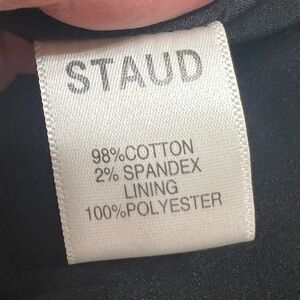 STAUD
98%COTTON
2% SPANDEX
LINING
100%POLYESTER